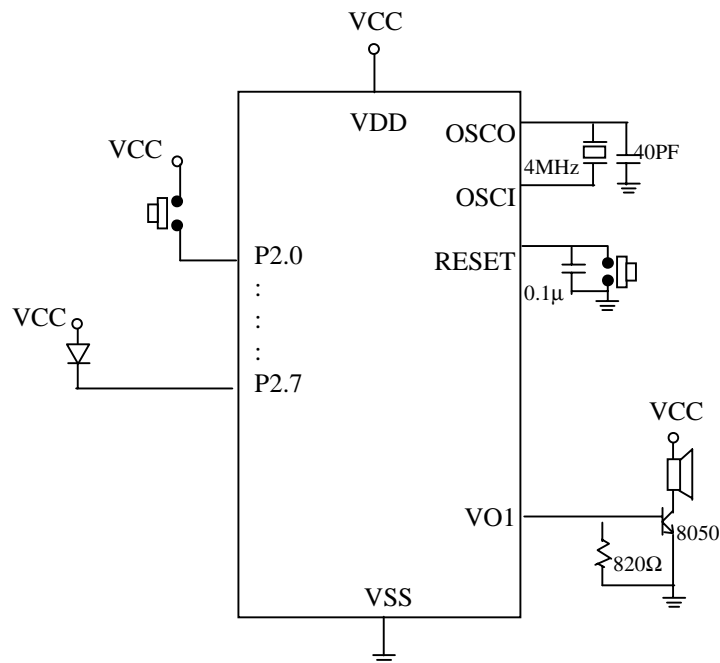 VCC
VDD
OSCO
VCC
4MHz
40PF
OSCI
P2.0
RESET
:
0.1μ
VCC
:
:
P2.7
VCC
VO1
8050
820Ω
VSS